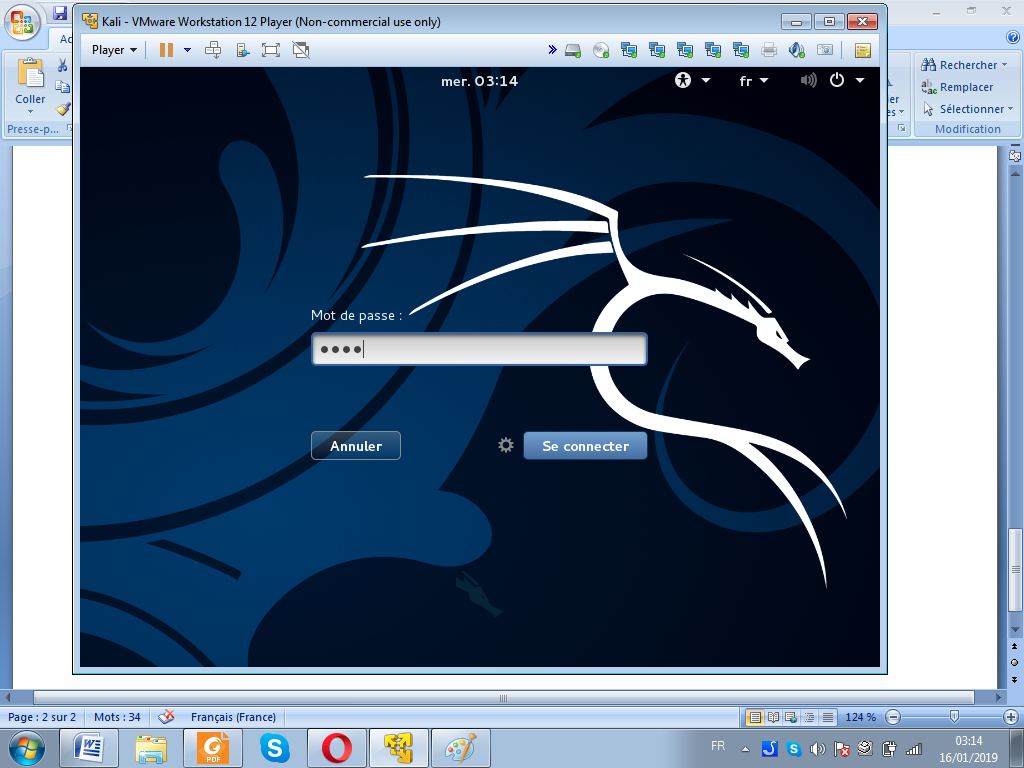 Kali - VMware Workstation 12 Player (Non-commercial use only)
Player
mer. 03:14
fr
Coller
Presse-p...
Rechercher
Remplacer
Sélectionner
Modification
Mot de passe :
Annuler
Se connecter
Page : 2 sur 2
Mots : 34
Français (France)
124 %
PDF
FR
03:14
16/01/2019